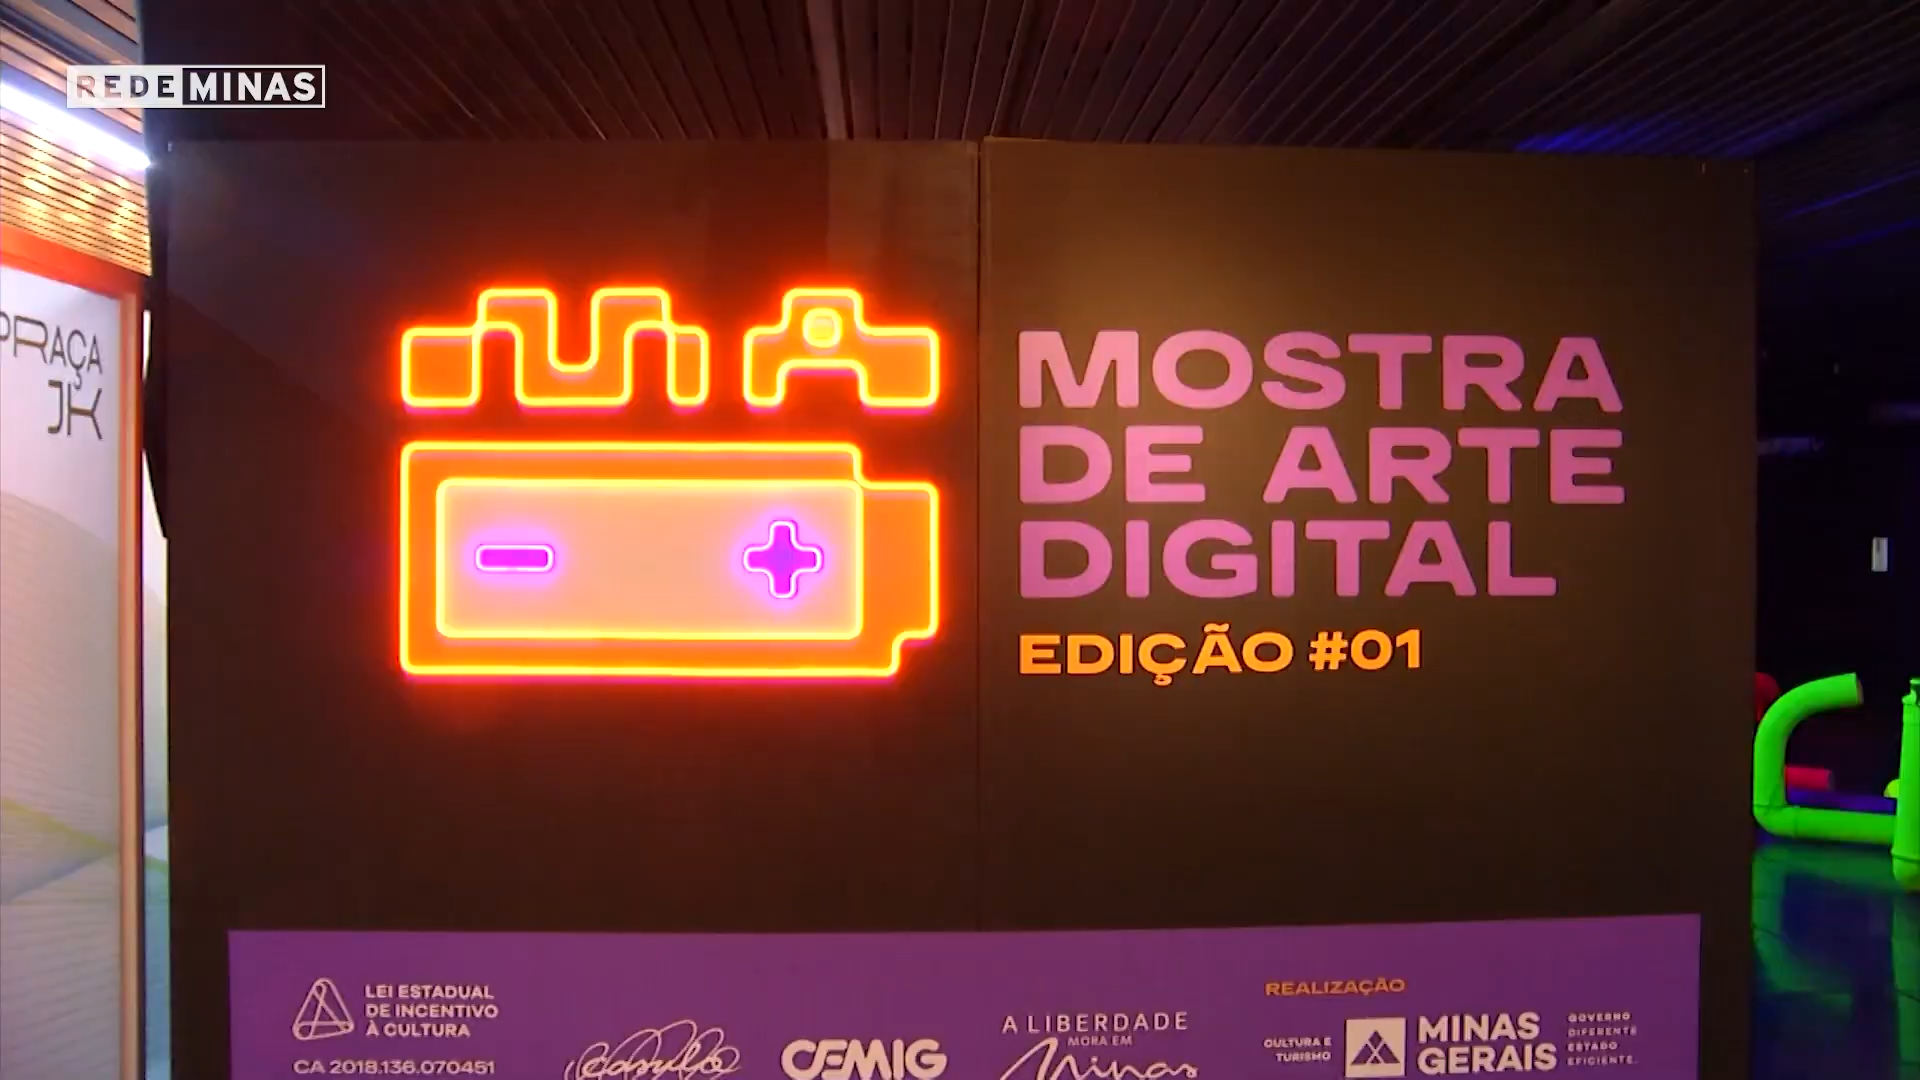 REDEMINAS
PRAÇA
JK
MOSTRA
DE ARTE
DIGITAL
EDIÇÃO #01
LEI ESTADUAL
DE INCENTIVO
À CULTURA
CA 2018.136.070451
CEMIG
A LIBERDADE
MORA EM
Minas
REALIZAÇÃO
CULTURA E
TURISMO
MINAS
GERAIS
GOVERNO
DIFERENTE
ESTADO
EFICIENTE.